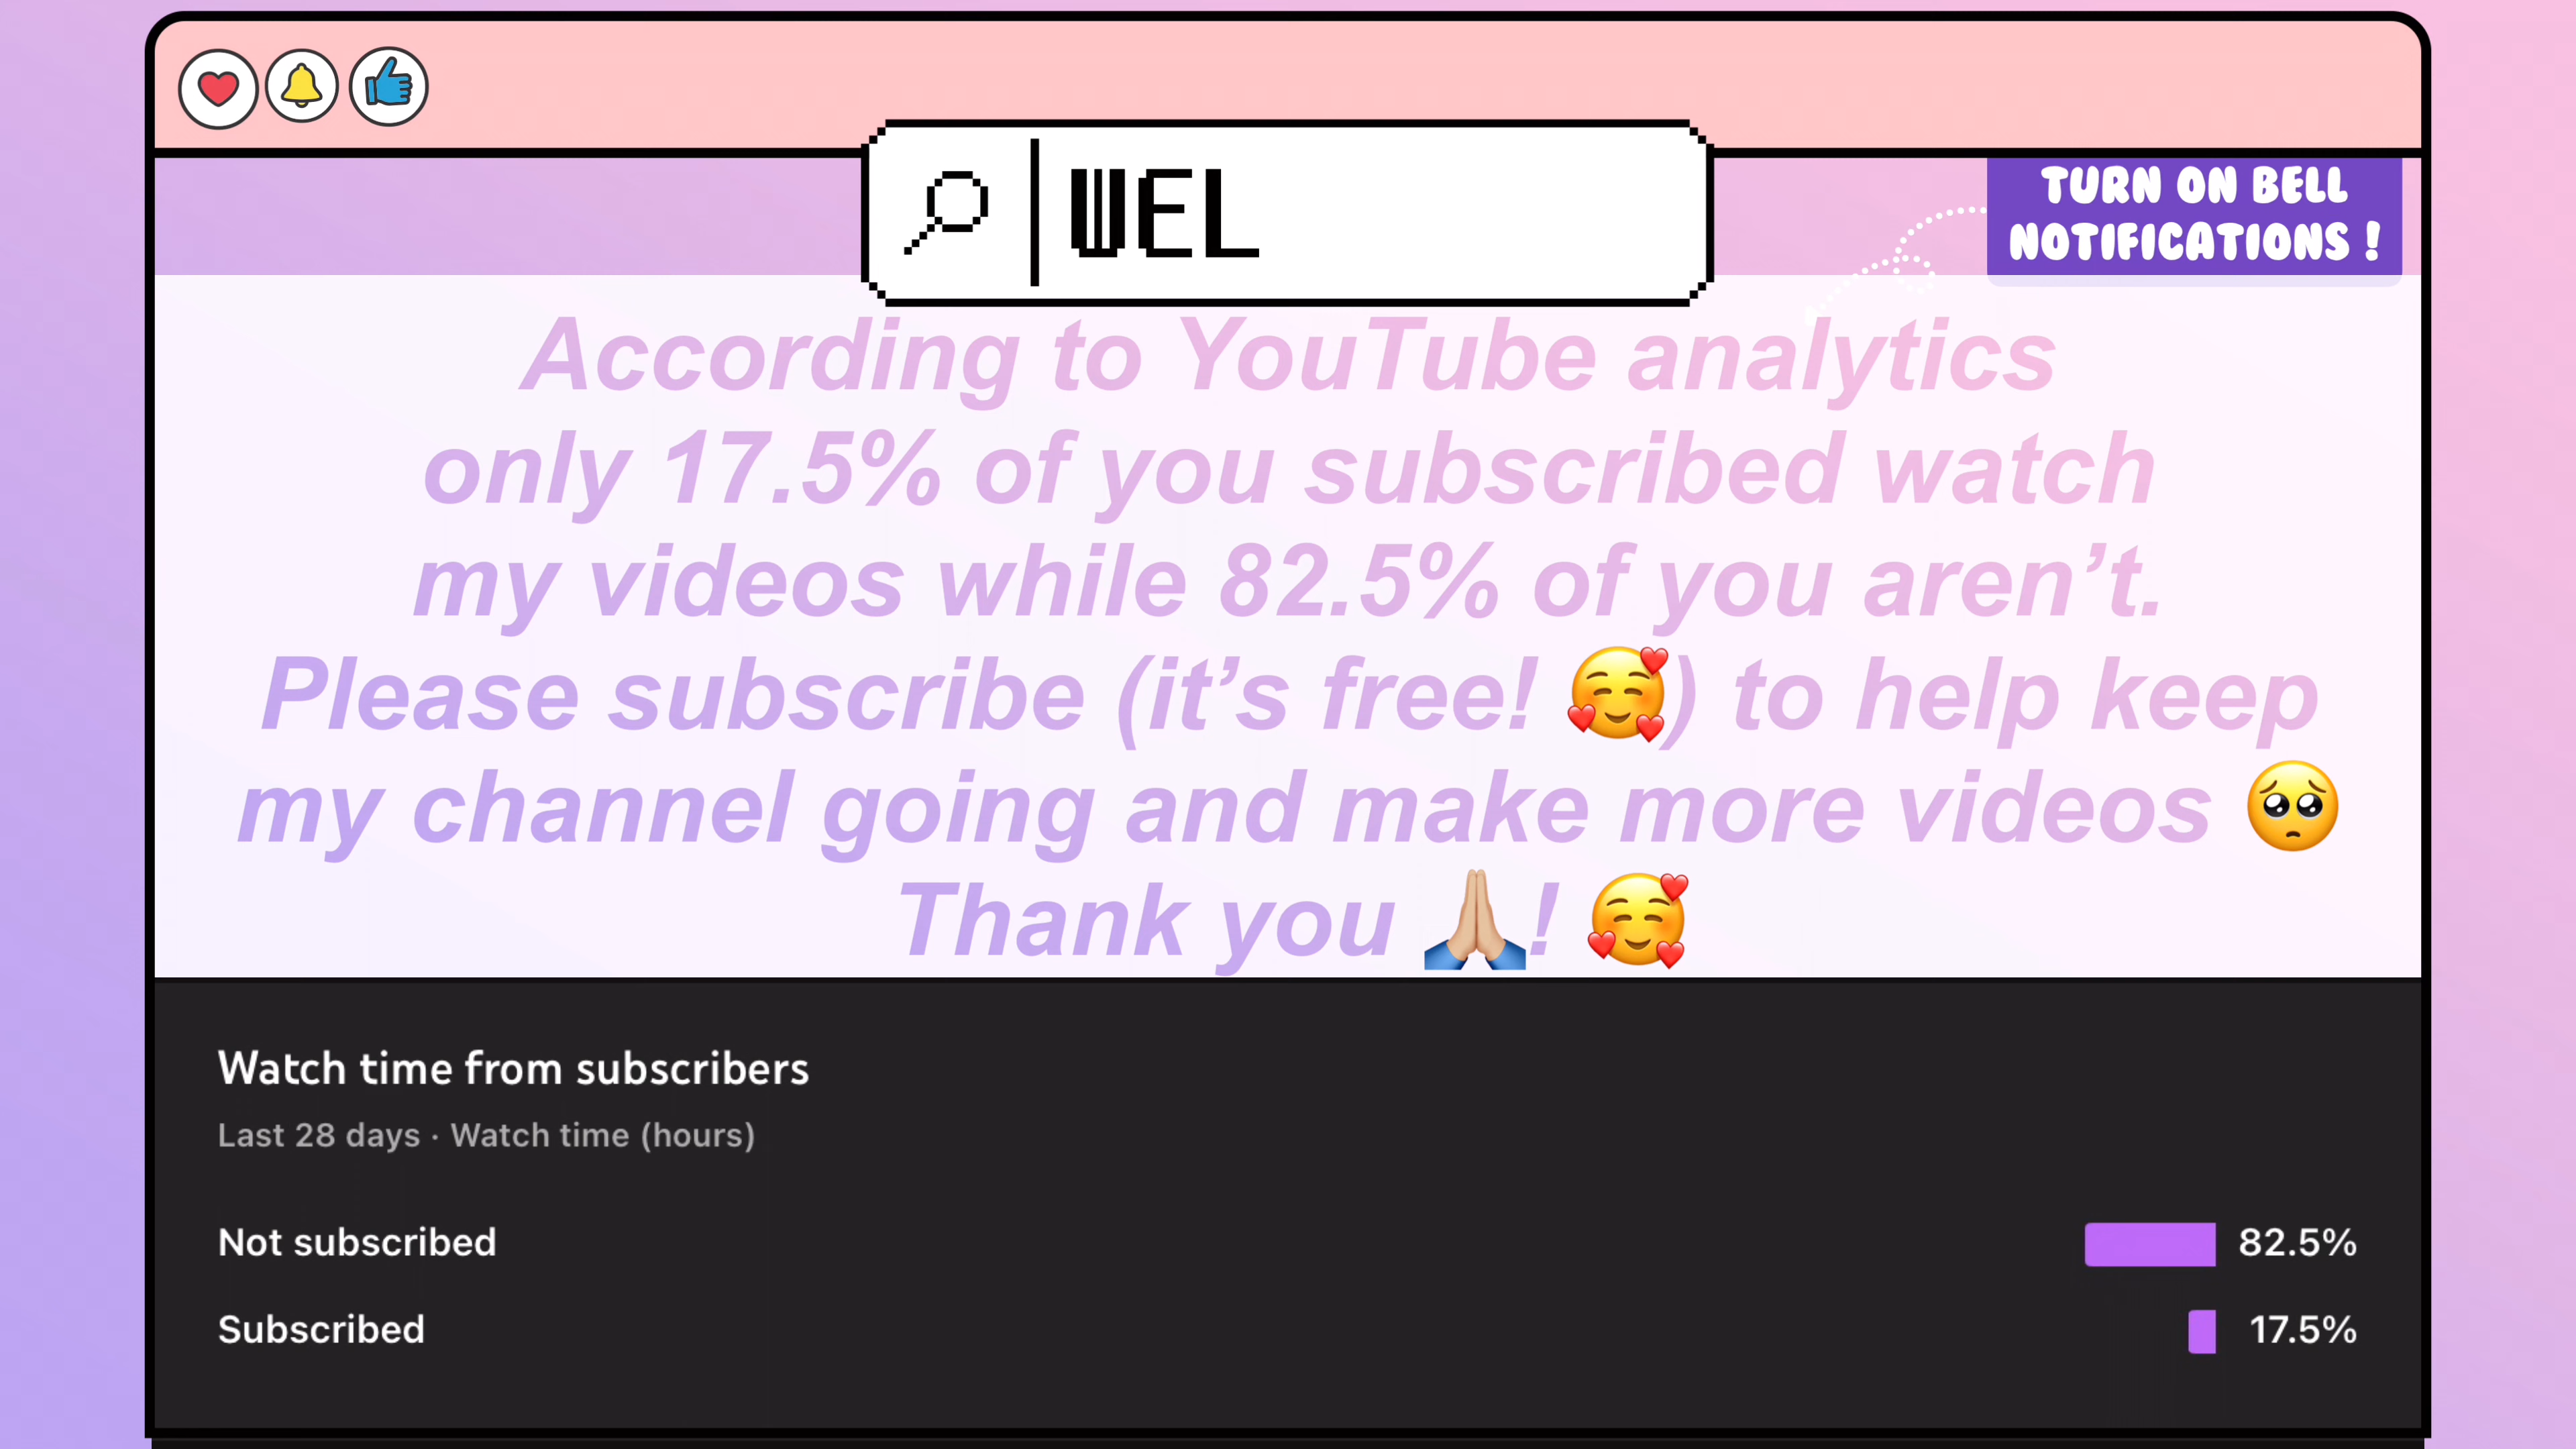 WEL
TURN ON BELL
NOTIFICATIONS !
According to YouTube analytics
only 17.5% of you subscribed watch
my videos while 82.5% of you aren’t.
Please subscribe (it’s free! 🥰) to help keep
my channel going and make more videos 🥺
Thank you 🙏🏼! 🥰
Watch time from subscribers
Last 28 days · Watch time (hours)
Not subscribed 82.5%
Subscribed 17.5%